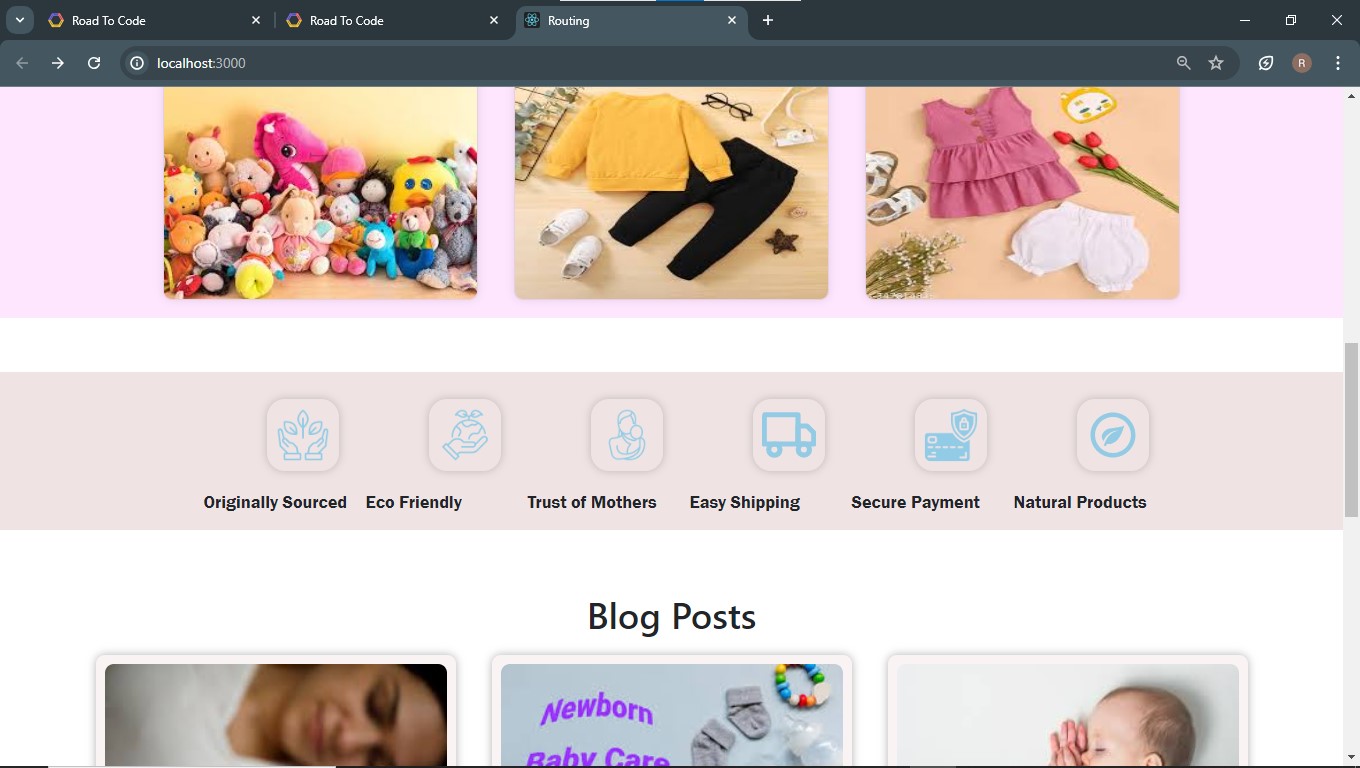 Road To Code
Road To Code
Routing
localhost:3000
R
Originally Sourced
Eco Friendly
Trust of Mothers
Easy Shipping
Secure Payment
Natural Products
Blog Posts
Newborn
Baby Care